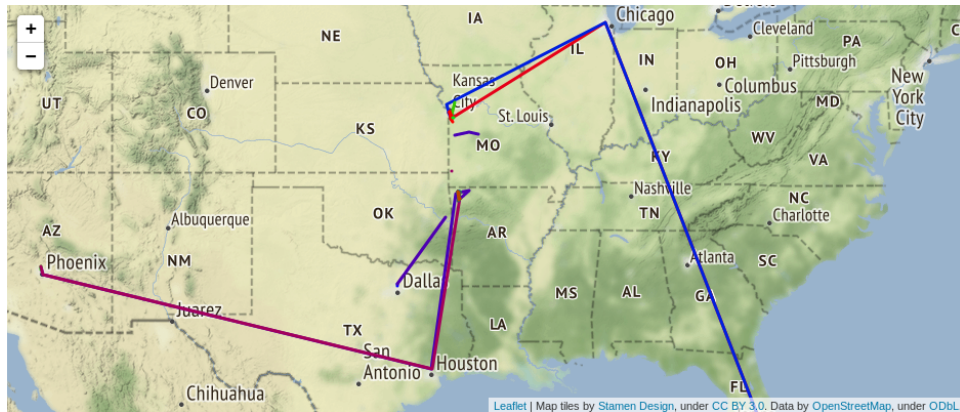 +
−
NE
IA
Chicago
Detroit
Cleveland
PA
Pittsburgh
New
York
City
UT
Denver
CO
KS
Kansas
City
IL
IN
OH
Columbus
Indianapolis
MD
St. Louis
MO
WV
KY
VA
Nashville
TN
NC
Charlotte
Albuquerque
OK
AR
AZ
Phoenix
NM
Dalla
MS
AL
Atlanta
GA
SC
LA
Juarez
TX
San
Antonio
Houston
Chihuahua
FL
Leaflet | Map tiles by Stamen Design, under CC BY 3.0. Data by OpenStreetMap, under ODbL